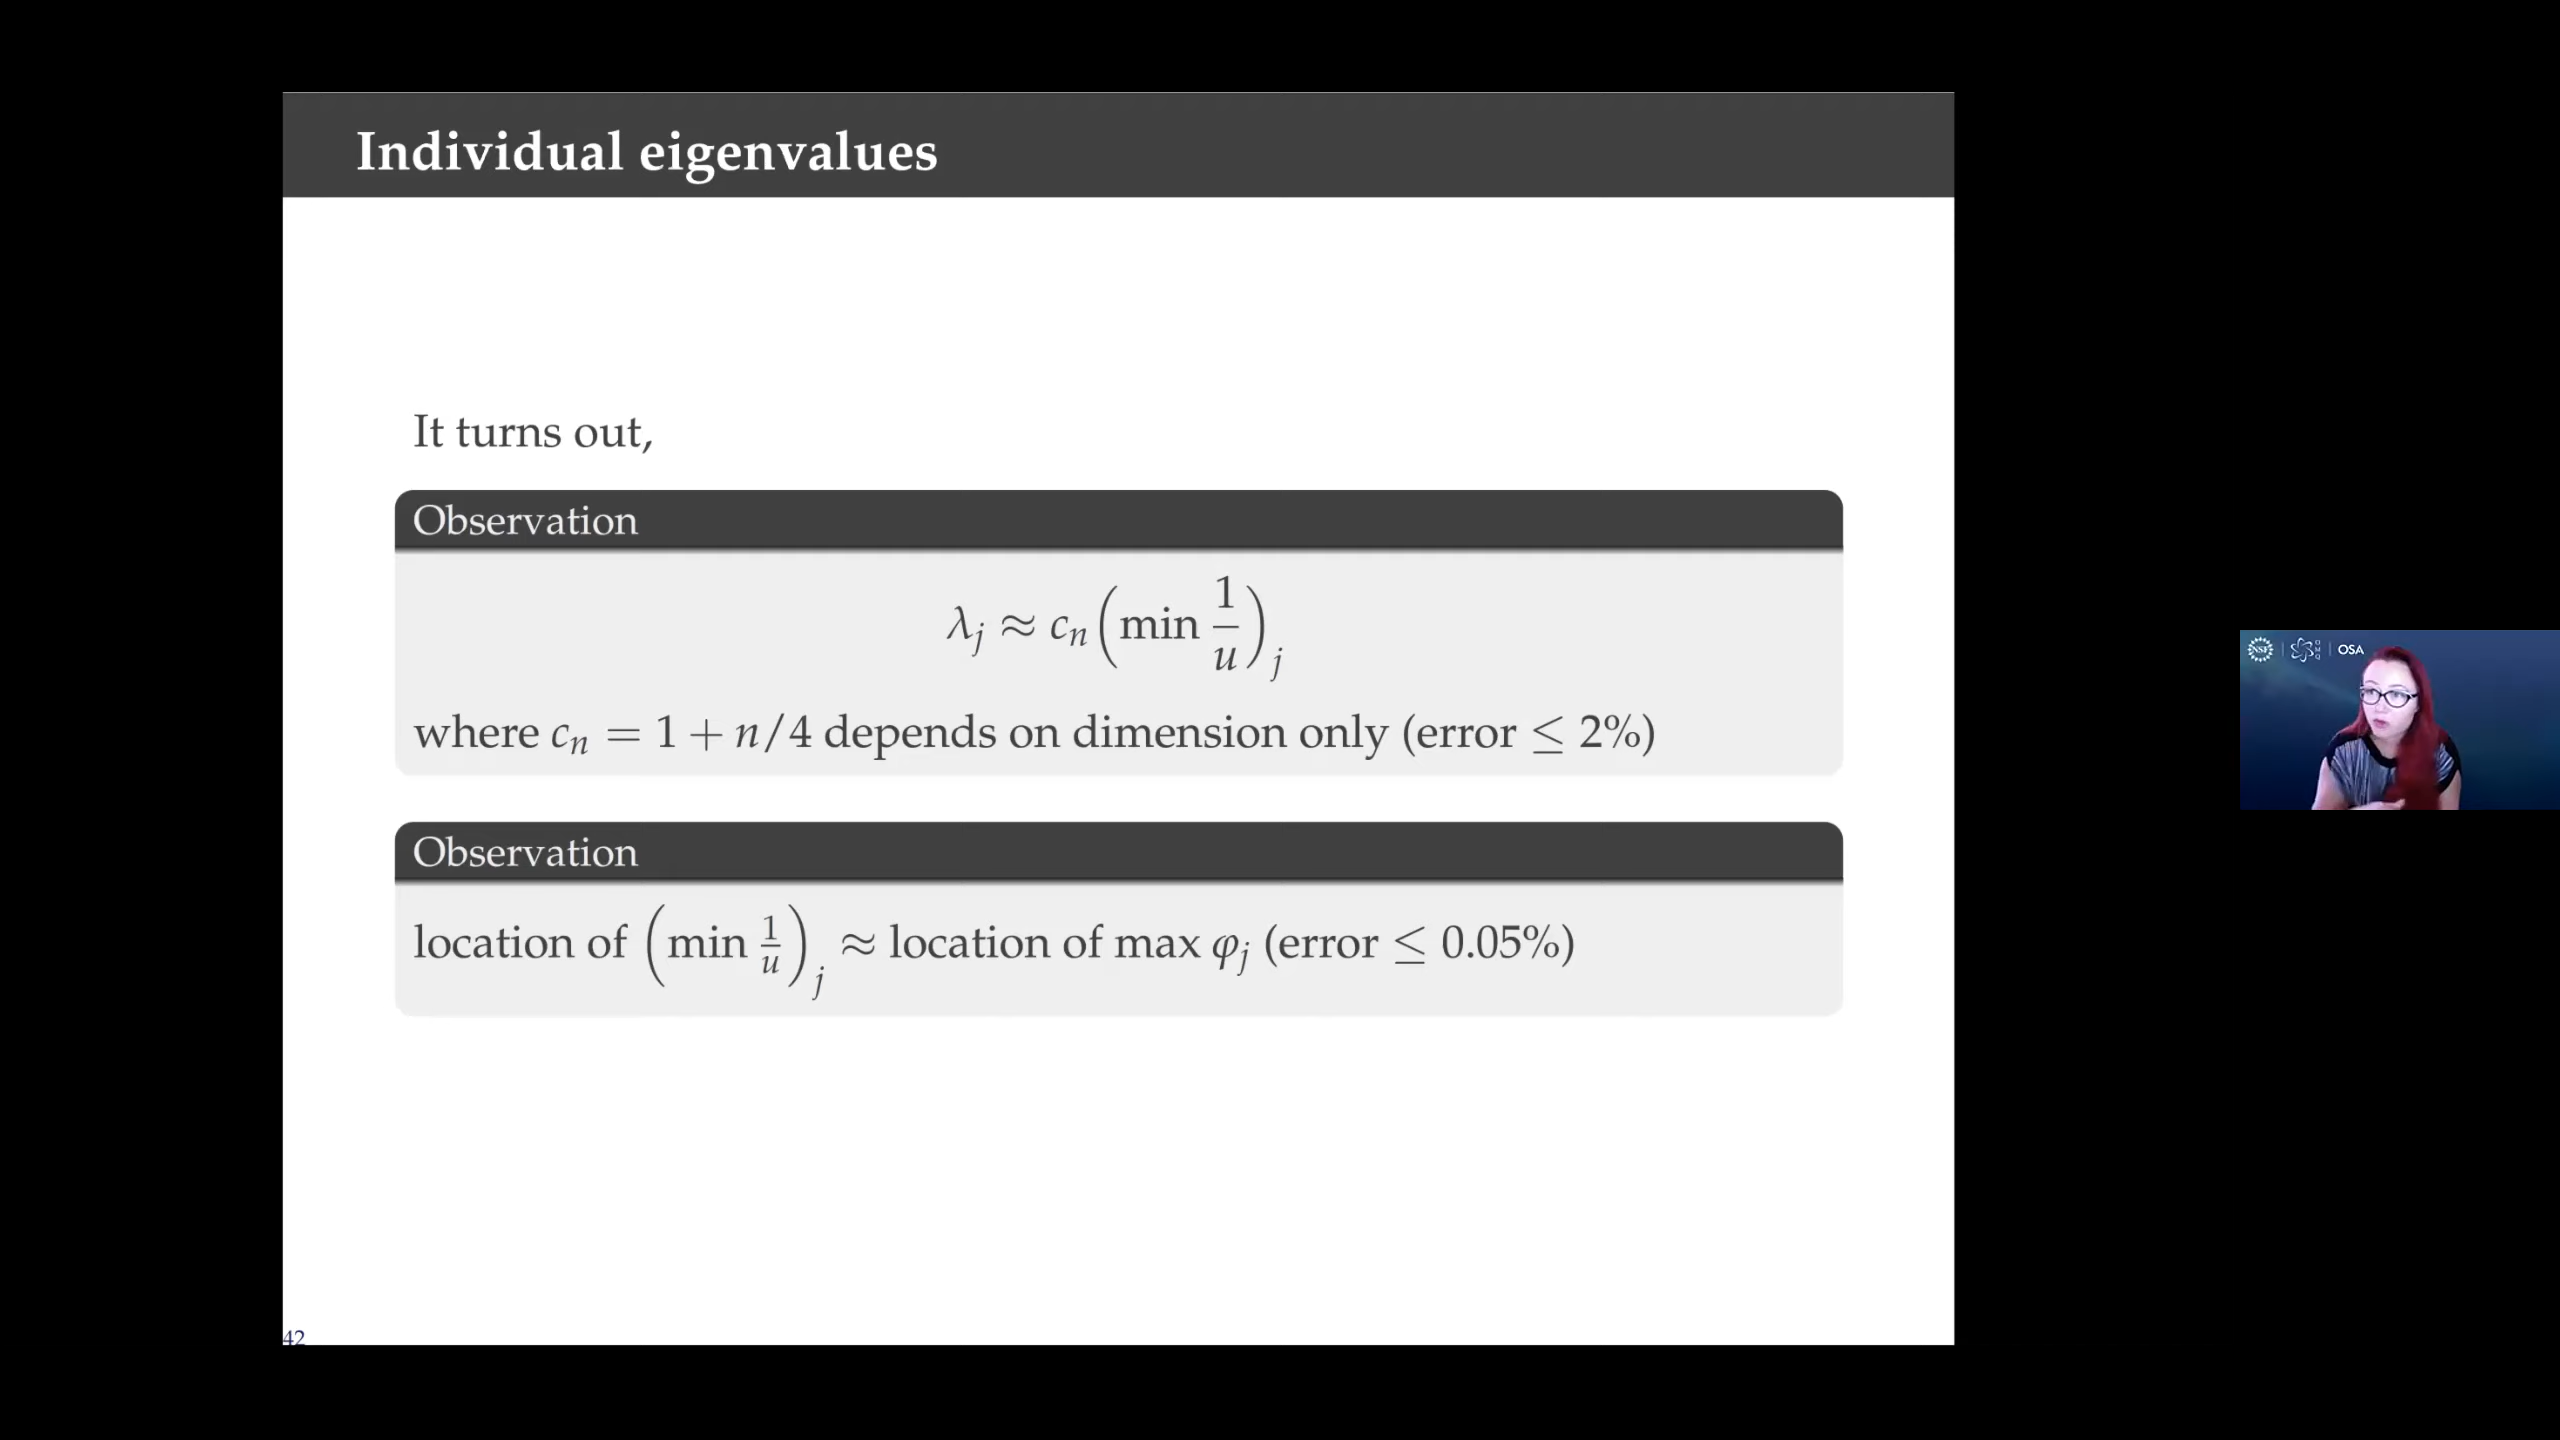 Individual eigenvalues
It turns out,
Observation
λ_j ≈ c_n (min 1/u)_j
where c_n = 1 + n/4 depends on dimension only (error ≤ 2%)
Observation
location of (min 1/u)_j ≈ location of max φ_j (error ≤ 0.05%)
42
NSF OSA